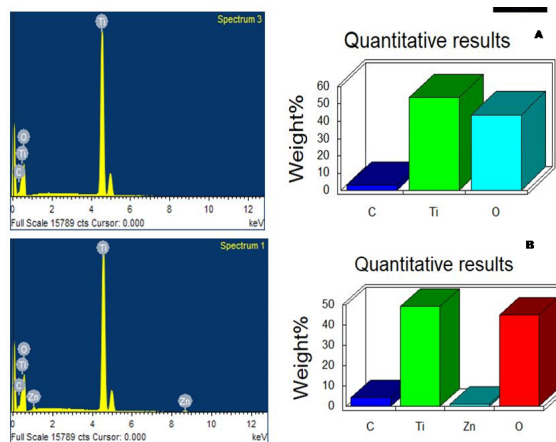 Spectrum 3
Ti
O
Ti
C
0 2 4 6 8 10 12
Full Scale 15789 cts Cursor: 0.000 keV
A
Quantitative results
Weight%
60
50
40
30
20
10
0
C Ti O
Spectrum 1
Ti
O
Ti
C
Zn
Zn
0 2 4 6 8 10 12
Full Scale 15789 cts Cursor: 0.000 keV
B
Quantitative results
Weight%
50
40
30
20
10
0
C Ti Zn O